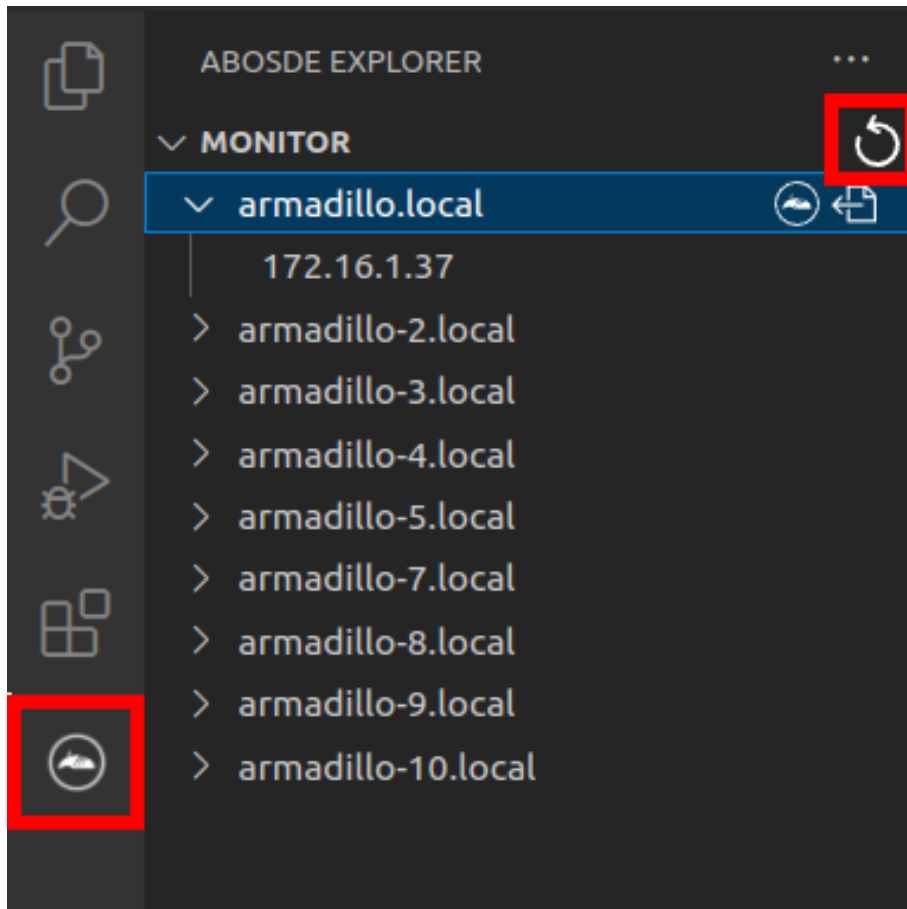 ABOSDE EXPLORER
MONITOR
armadillo.local
172.16.1.37
armadillo-2.local
armadillo-3.local
armadillo-4.local
armadillo-5.local
armadillo-7.local
armadillo-8.local
armadillo-9.local
armadillo-10.local